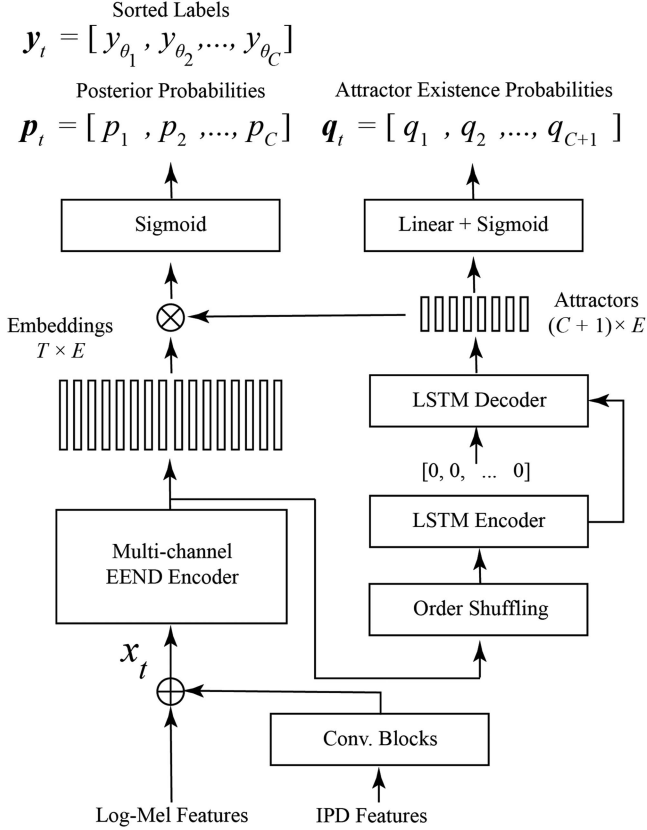 Sorted Labels
y_t = [ y_θ1 , y_θ2 ,..., y_θC ]
Posterior Probabilities
p_t = [ p_1 , p_2 ,..., p_C ]
Attractor Existence Probabilities
q_t = [ q_1 , q_2 ,..., q_C+1 ]
Sigmoid
Linear + Sigmoid
Embeddings
T × E
Attractors
(C + 1) × E
LSTM Decoder
[0, 0, ... 0]
LSTM Encoder
Multi-channel
EEND Encoder
Order Shuffling
x_t
Conv. Blocks
Log-Mel Features
IPD Features